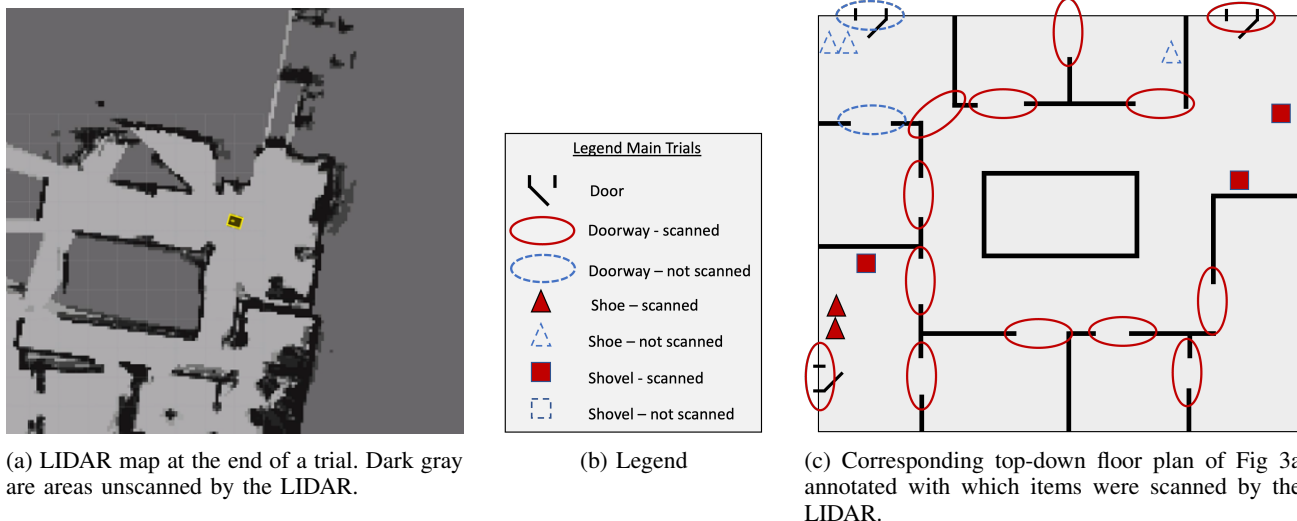 Legend Main Trials
Door
Doorway - scanned
Doorway – not scanned
Shoe – scanned
Shoe – not scanned
Shovel - scanned
Shovel – not scanned
(a) LIDAR map at the end of a trial. Dark gray
are areas unscanned by the LIDAR.
(b) Legend
(c) Corresponding top-down floor plan of Fig 3a
annotated with which items were scanned by the
LIDAR.